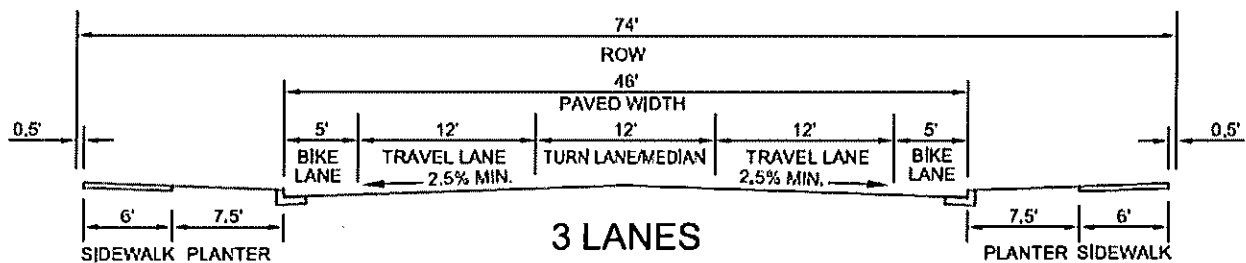 74'
ROW
46'
PAVED WIDTH
0.5' 5' 12' 12' 12' 5' 0.5'
BIKE LANE TRAVEL LANE TURN LANE/MEDIAN TRAVEL LANE BIKE LANE
2.5% MIN. 2.5% MIN.
6' 7.5' 3 LANES 7.5' 6'
SIDEWALK PLANTER PLANTER SIDEWALK